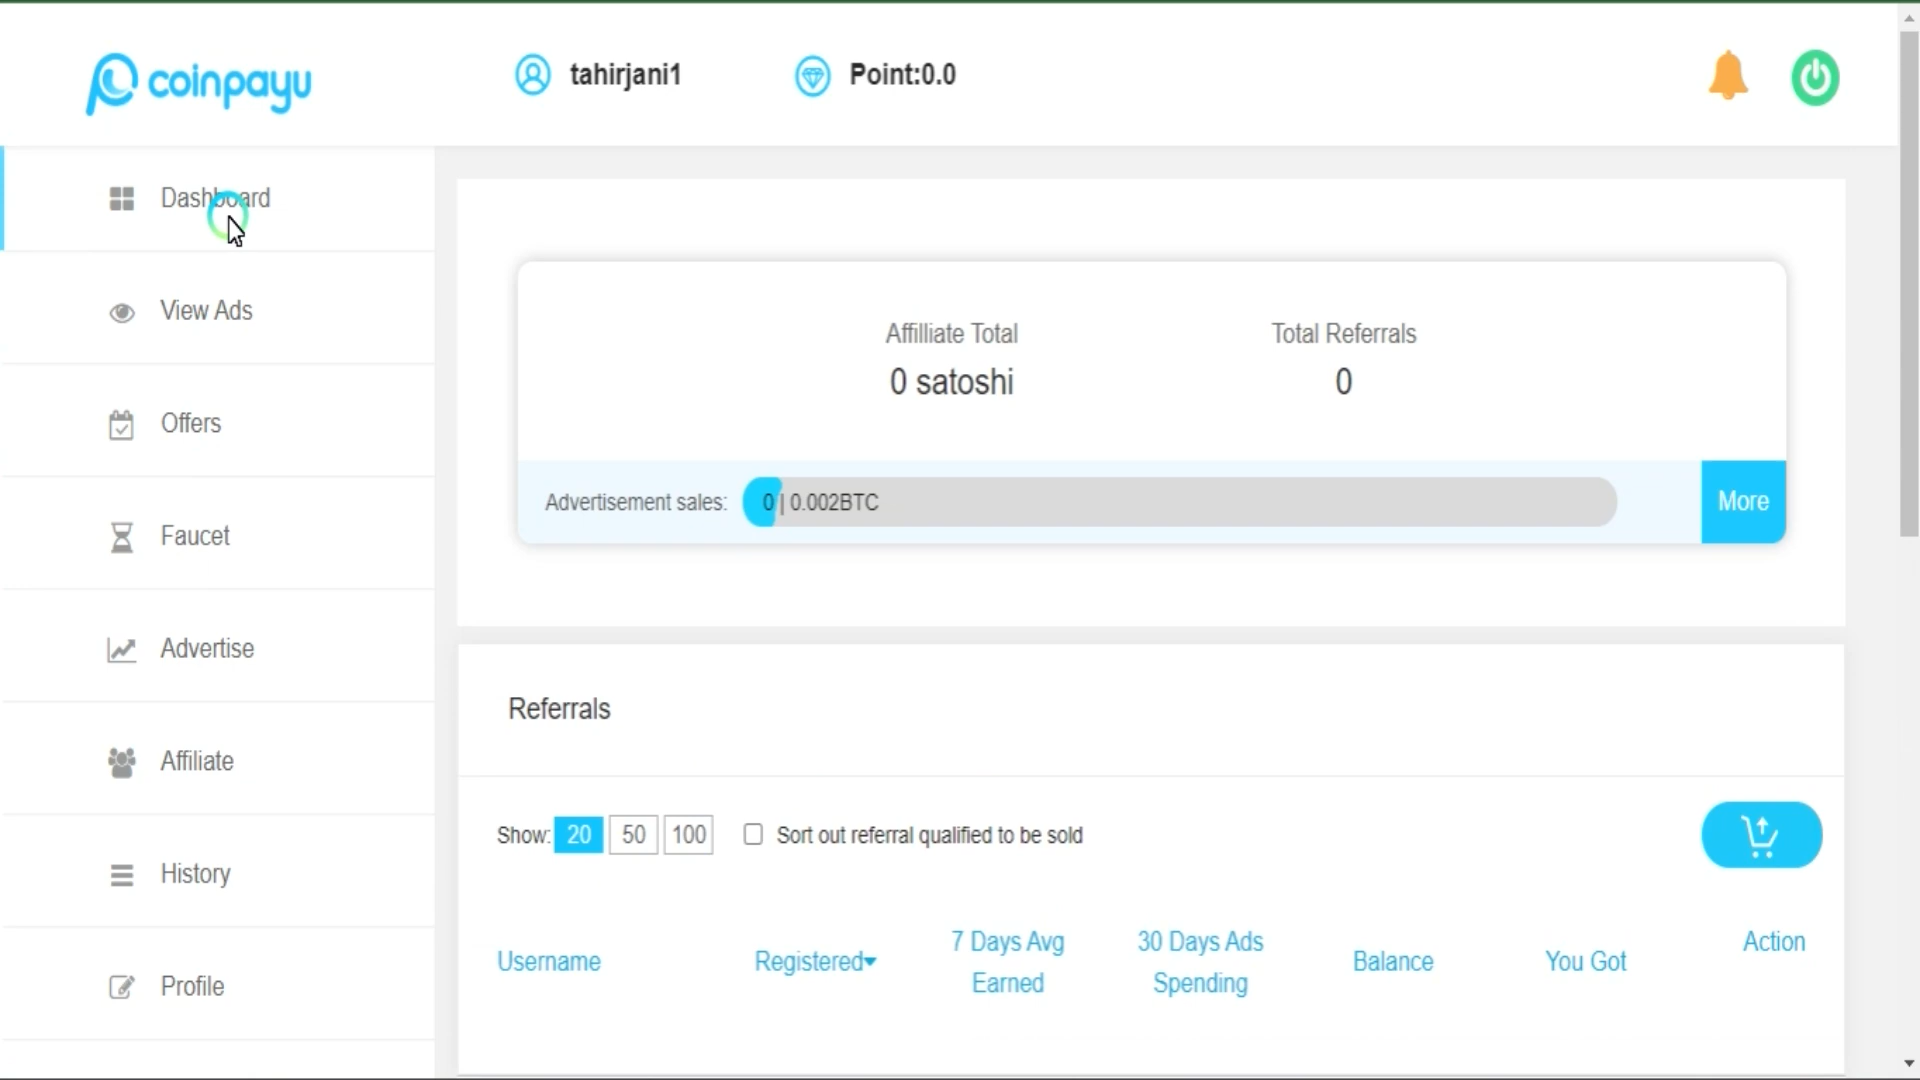 coinpayu
tahirjani1
Point:0.0
Dashboard
View Ads
Offers
Faucet
Advertise
Affiliate
History
Profile
Affilliate Total
0 satoshi
Total Referrals
0
Advertisement sales: 0 | 0.002BTC
More
Referrals
Show: 20 50 100 Sort out referral qualified to be sold
Username
Registered
7 Days Avg
Earned
30 Days Ads
Spending
Balance
You Got
Action